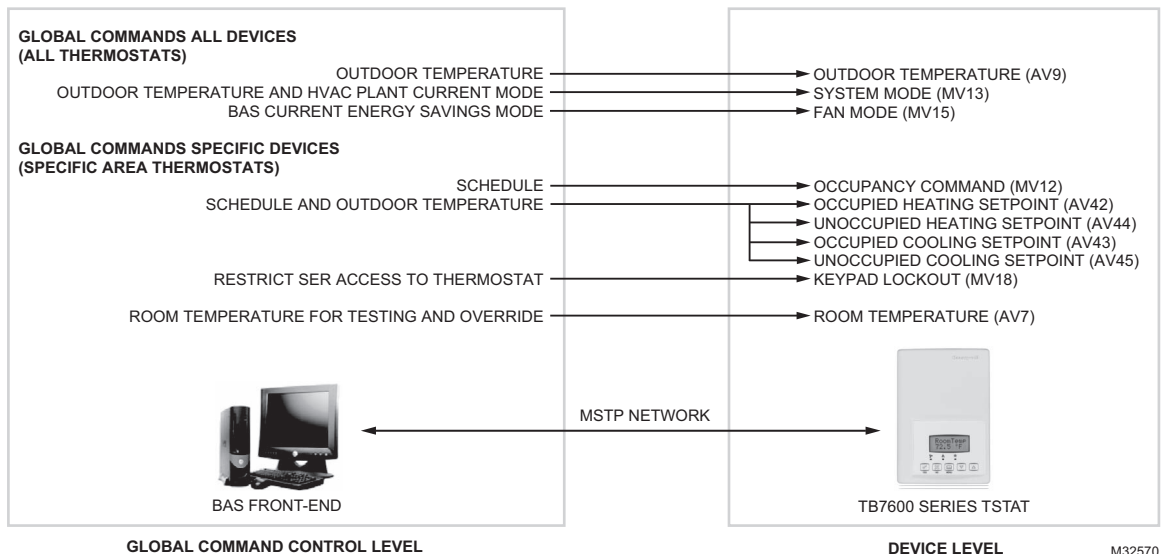 GLOBAL COMMANDS ALL DEVICES
(ALL THERMOSTATS)
OUTDOOR TEMPERATURE
OUTDOOR TEMPERATURE (AV9)
OUTDOOR TEMPERATURE AND HVAC PLANT CURRENT MODE
SYSTEM MODE (MV13)
BAS CURRENT ENERGY SAVINGS MODE
FAN MODE (MV15)
GLOBAL COMMANDS SPECIFIC DEVICES
(SPECIFIC AREA THERMOSTATS)
SCHEDULE
OCCUPANCY COMMAND (MV12)
SCHEDULE AND OUTDOOR TEMPERATURE
OCCUPIED HEATING SETPOINT (AV42)
UNOCCUPIED HEATING SETPOINT (AV44)
OCCUPIED COOLING SETPOINT (AV43)
UNOCCUPIED COOLING SETPOINT (AV45)
RESTRICT SER ACCESS TO THERMOSTAT
KEYPAD LOCKOUT (MV18)
ROOM TEMPERATURE FOR TESTING AND OVERRIDE
ROOM TEMPERATURE (AV7)
Honeywell
MSTP NETWORK
RoomTemp
72.5 °F
BAS FRONT-END
TB7600 SERIES TSTAT
GLOBAL COMMAND CONTROL LEVEL
DEVICE LEVEL
M32570